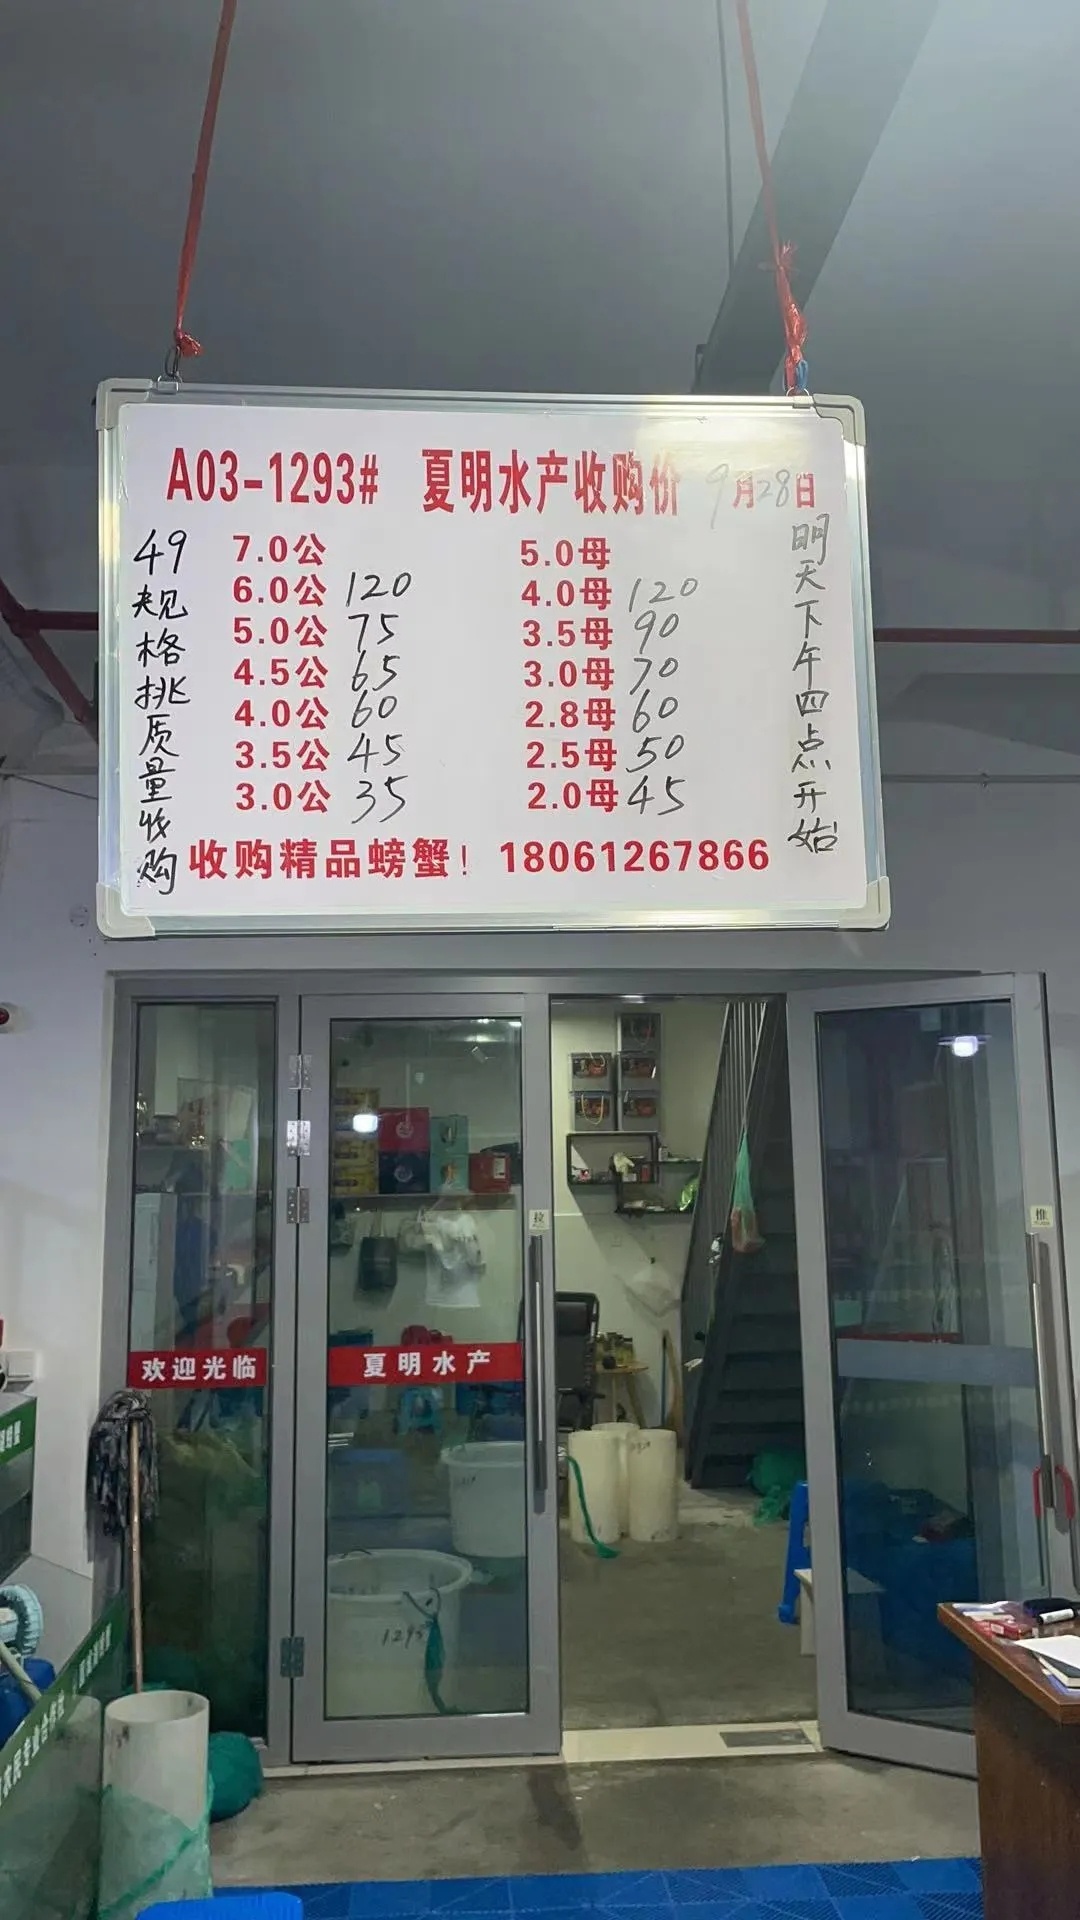 A03-1293# 夏明水产收购价 9月28日
49规格挑质量收购
7.0公
6.0公 120
5.0公 75
4.5公 65
4.0公 60
3.5公 45
3.0公 35
5.0母
4.0母 120
3.5母 90
3.0母 70
2.8母 60
2.5母 50
2.0母 45
明天下午四点开始
收购精品螃蟹! 18061267866
欢迎光临
夏明水产
拉
推
1293